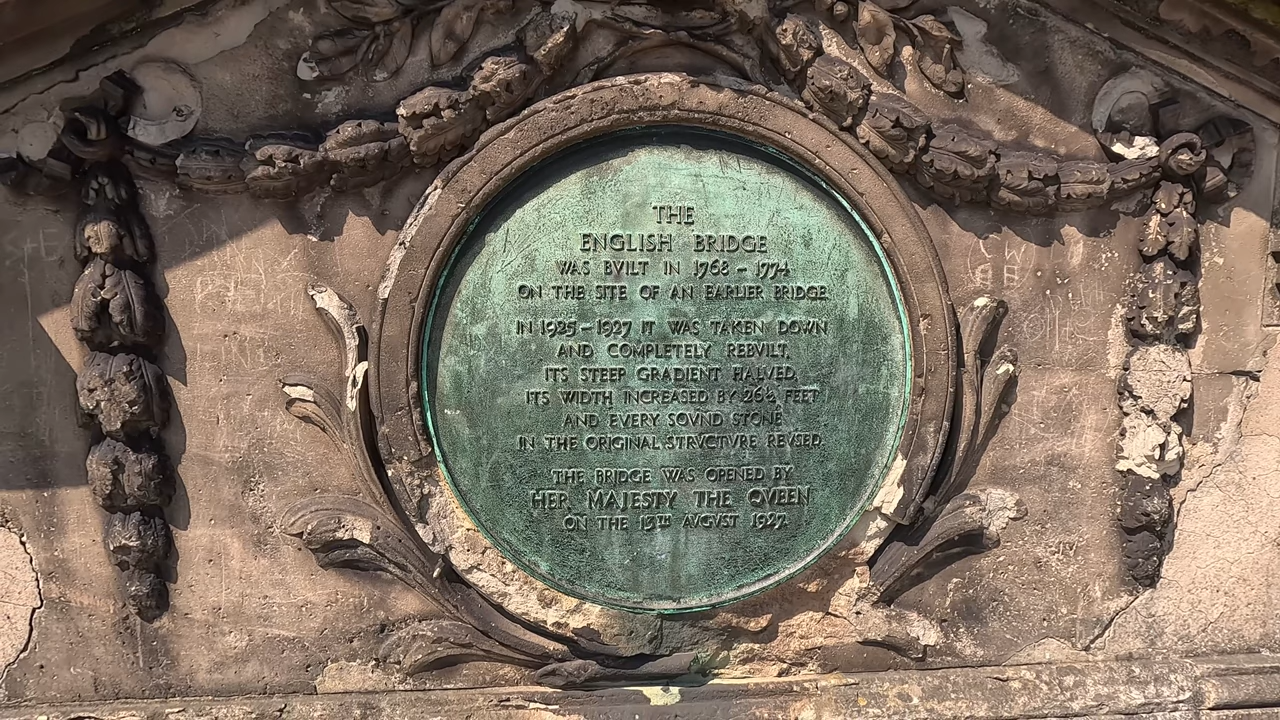 THE
ENGLISH BRIDGE
WAS BVILT IN 1768 – 1774
ON THE SITE OF AN EARLIER BRIDGE.
IN 1925 – 1927 IT WAS TAKEN DOWN
AND COMPLETELY REBVILT,
ITS STEEP GRADIENT HALVED,
ITS WIDTH INCREASED BY 26½ FEET
AND EVERY SOVND STONE
IN THE ORIGINAL STRVCTVRE REVSED.
THE BRIDGE WAS OPENED BY
HER MAJESTY THE QVEEN
ON THE 13TH AVGVST 1927.